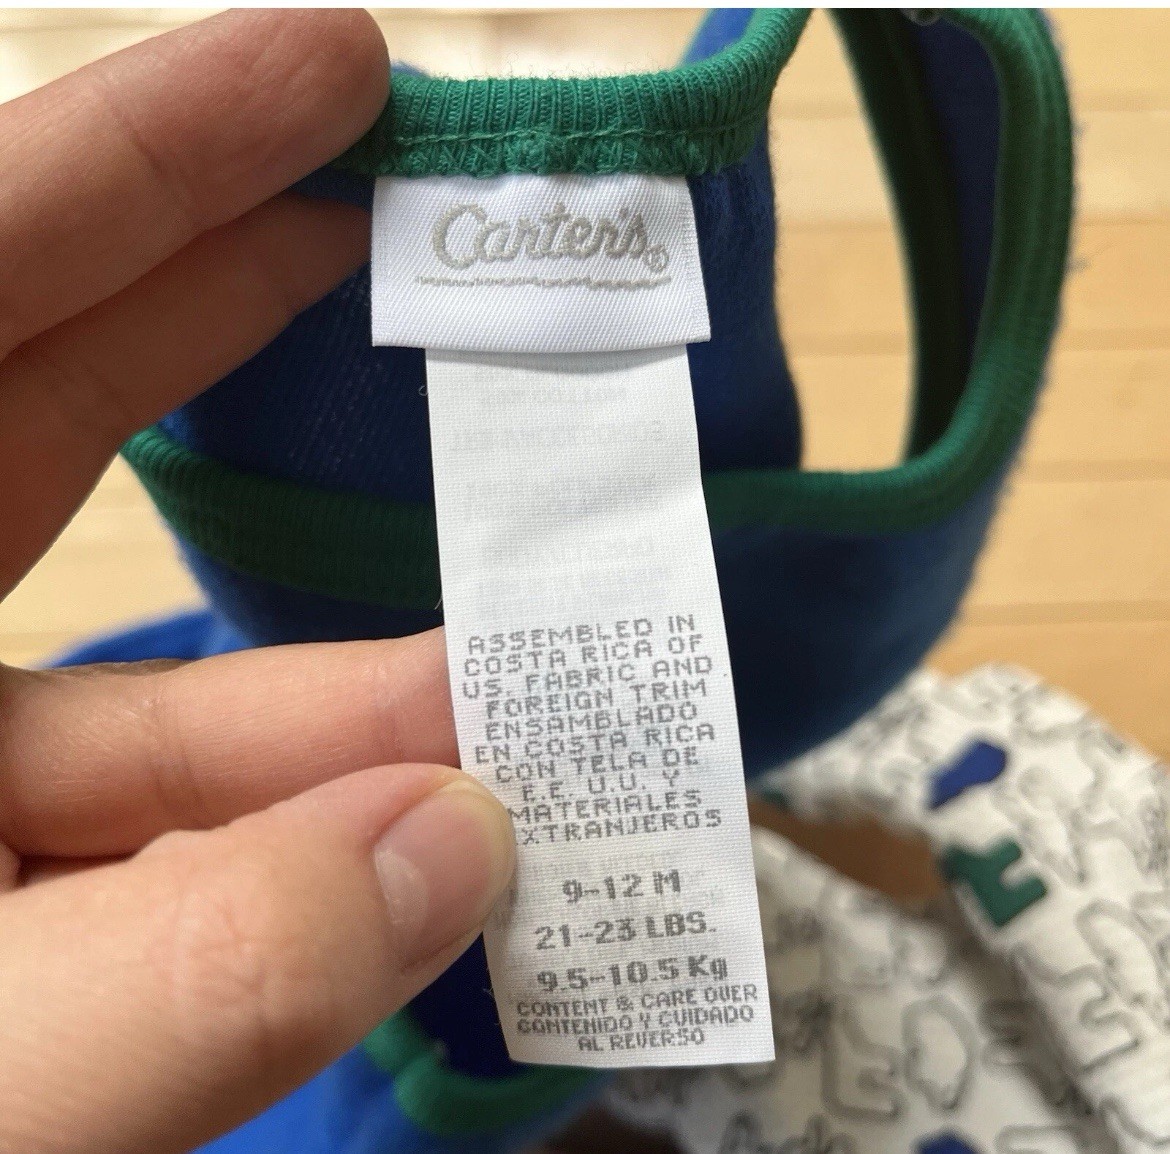 Carter's®
ASSEMBLED IN
COSTA RICA OF
US. FABRIC AND
FOREIGN TRIM
ENSAMBLADO
EN COSTA RICA
CON TELA DE
E.E. U.U. Y
MATERIALES
XTRANJEROS
9-12 M
21-23 LBS.
9.5-10.5 Kg
CONTENT & CARE OVER
CONTENIDO Y CUIDADO
AL REVERSO